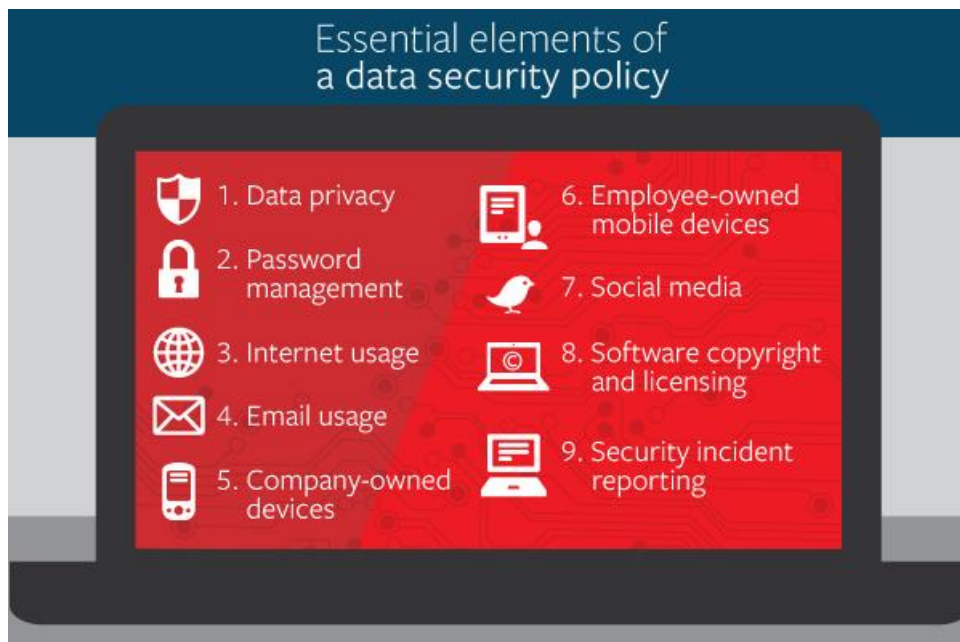 Essential elements of
a data security policy
1. Data privacy
2. Password
management
3. Internet usage
4. Email usage
5. Company-owned
devices
6. Employee-owned
mobile devices
7. Social media
©
8. Software copyright
and licensing
9. Security incident
reporting